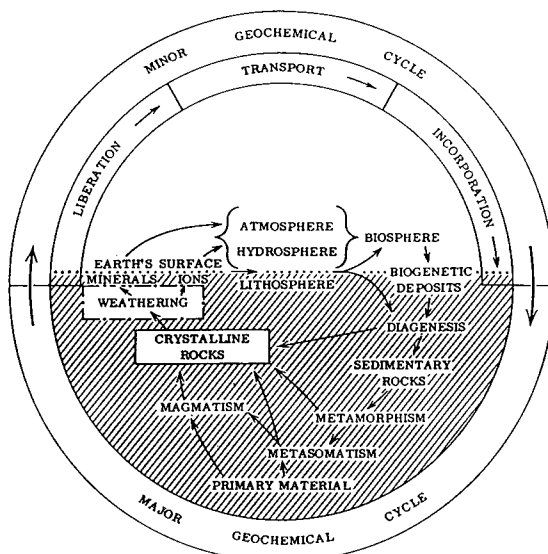 MINOR GEOCHEMICAL CYCLE
LIBERATION TRANSPORT INCORPORATION
ATMOSPHERE
HYDROSPHERE
BIOSPHERE
EARTH'S SURFACE
MINERALS IONS
LITHOSPHERE
BIOGENETIC
DEPOSITS
WEATHERING
DIAGENESIS
CRYSTALLINE
ROCKS
SEDIMENTARY
ROCKS
MAGMATISM
METAMORPHISM
METASOMATISM
PRIMARY MATERIAL
MAJOR GEOCHEMICAL CYCLE